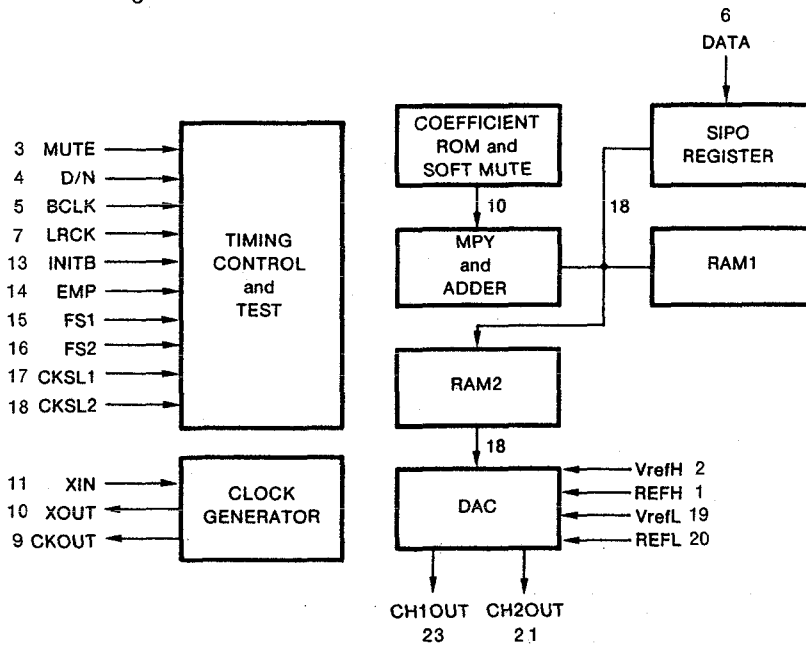 6
DATA
COEFFICIENT
ROM and
SOFT MUTE
SIPO
REGISTER
3 MUTE
4 D/N
5 BCLK
7 LRCK
13 INITB
14 EMP
15 FS1
16 FS2
17 CKSL1
18 CKSL2
TIMING
CONTROL
and
TEST
10
18
MPY
and
ADDER
RAM1
RAM2
18
11 XIN
10 XOUT
9 CKOUT
CLOCK
GENERATOR
DAC
VrefH 2
REFH 1
VrefL 19
REFL 20
CH1OUT CH2OUT
23 21